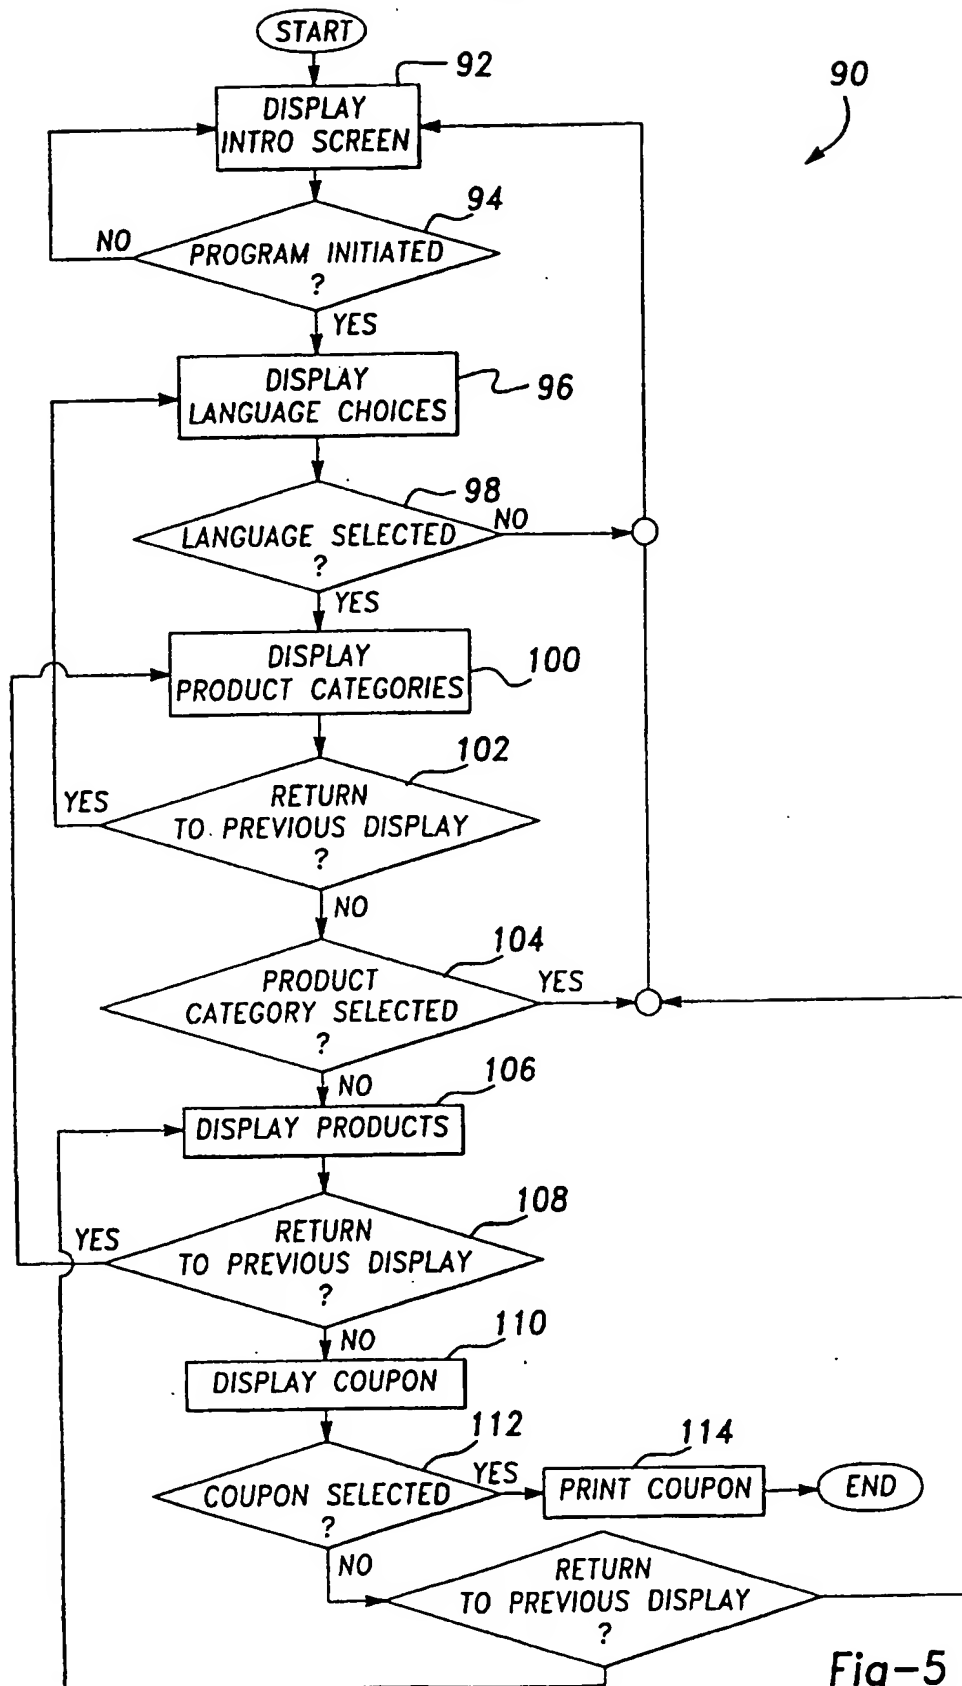 START
92
90
DISPLAY
INTRO SCREEN
94
NO
PROGRAM INITIATED
?
YES
DISPLAY
LANGUAGE CHOICES
96
98
NO
LANGUAGE SELECTED
?
YES
DISPLAY
PRODUCT CATEGORIES
100
102
YES
RETURN
TO PREVIOUS DISPLAY
?
NO
104
PRODUCT
CATEGORY SELECTED
?
YES
NO
106
DISPLAY PRODUCTS
108
YES
RETURN
TO PREVIOUS DISPLAY
?
NO
110
DISPLAY COUPON
112
114
YES
COUPON SELECTED
?
PRINT COUPON
END
NO
RETURN
TO PREVIOUS DISPLAY
?
Fig-5